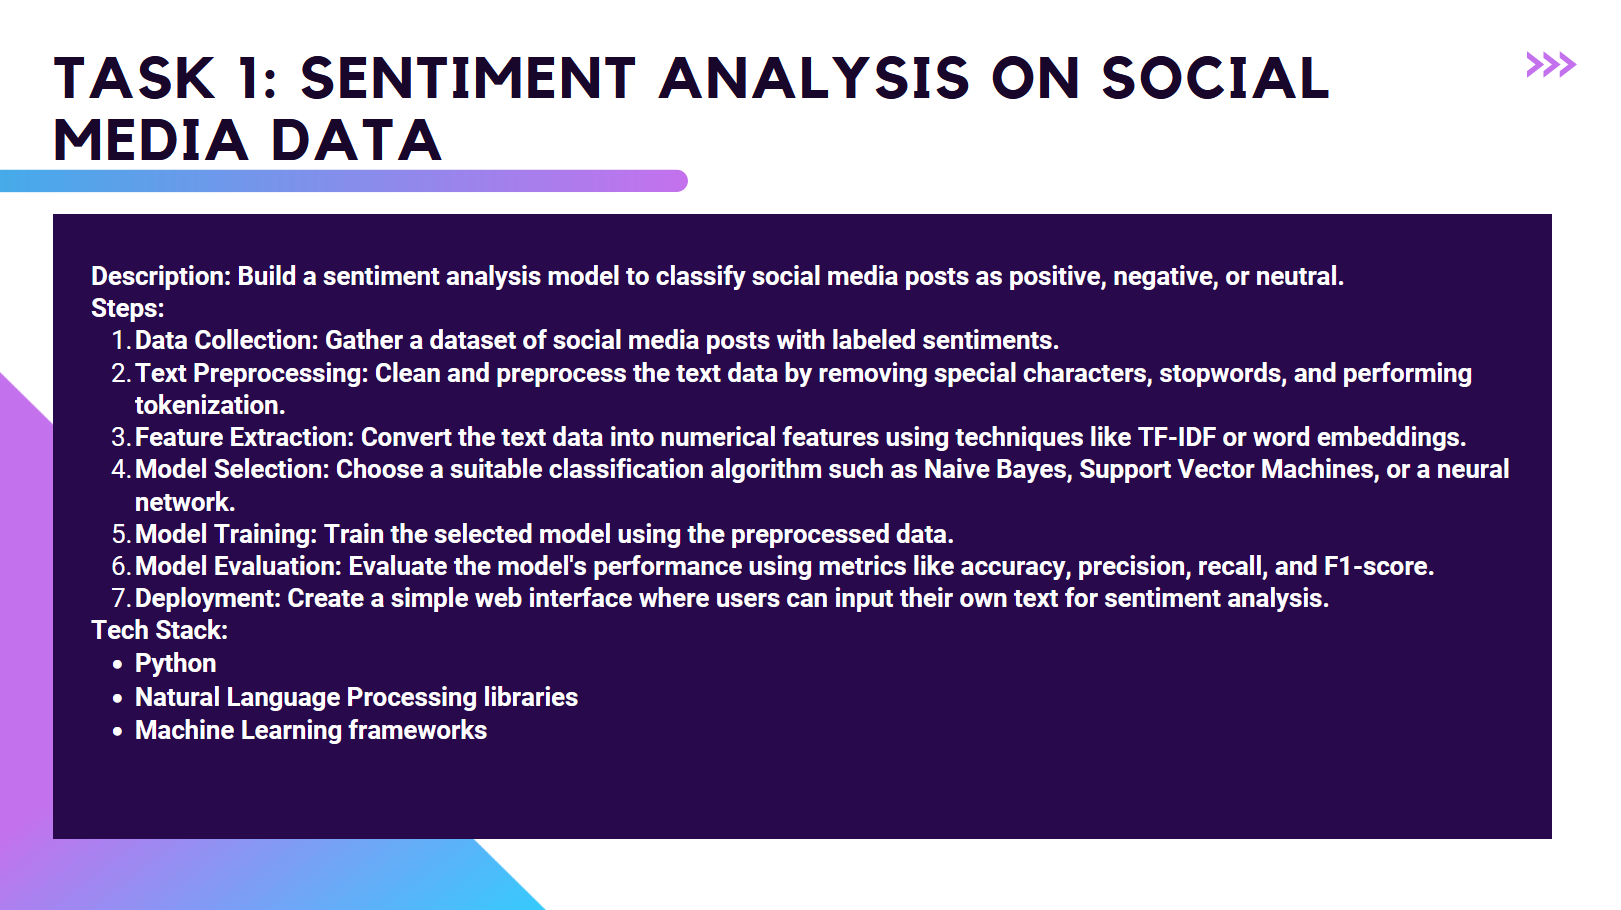 TASK 1: SENTIMENT ANALYSIS ON SOCIAL
MEDIA DATA
Description: Build a sentiment analysis model to classify social media posts as positive, negative, or neutral.
Steps:
1. Data Collection: Gather a dataset of social media posts with labeled sentiments.
2. Text Preprocessing: Clean and preprocess the text data by removing special characters, stopwords, and performing
tokenization.
3. Feature Extraction: Convert the text data into numerical features using techniques like TF-IDF or word embeddings.
4. Model Selection: Choose a suitable classification algorithm such as Naive Bayes, Support Vector Machines, or a neural
network.
5. Model Training: Train the selected model using the preprocessed data.
6. Model Evaluation: Evaluate the model's performance using metrics like accuracy, precision, recall, and F1-score.
7. Deployment: Create a simple web interface where users can input their own text for sentiment analysis.
Tech Stack:
• Python
• Natural Language Processing libraries
• Machine Learning frameworks